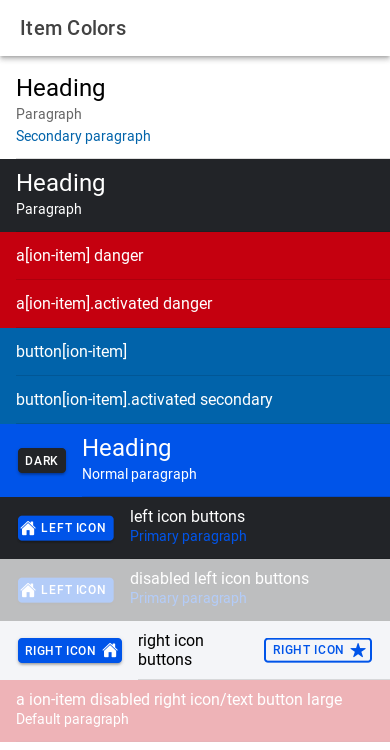 Item Colors
Heading
Paragraph
Secondary paragraph
Heading
Paragraph
a[ion-item] danger
a[ion-item].activated danger
button[ion-item]
button[ion-item].activated secondary
DARK
Heading
Normal paragraph
LEFT ICON
left icon buttons
Primary paragraph
LEFT ICON
disabled left icon buttons
Primary paragraph
RIGHT ICON
right icon
buttons
RIGHT ICON
a ion-item disabled right icon/text button large
Default paragraph